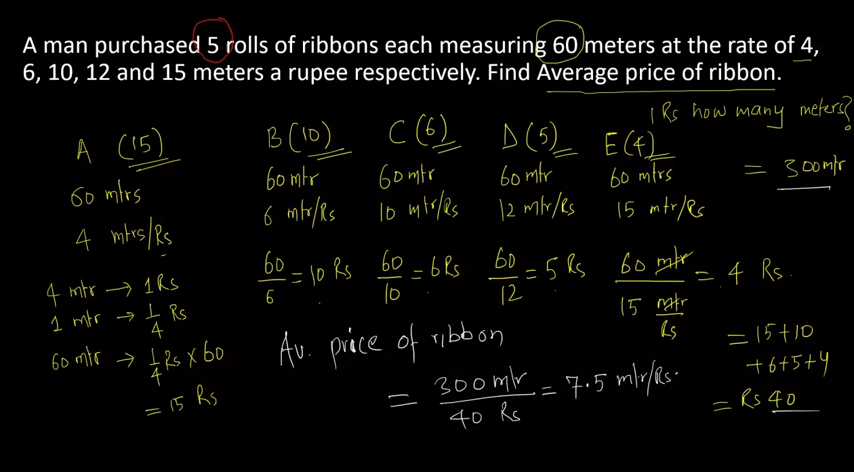 A man purchased 5 rolls of ribbons each measuring 60 meters at the rate of 4,
6, 10, 12 and 15 meters a rupee respectively. Find Average price of ribbon.
1 Rs how many meters?
A (15)
60 mtrs
4 mtrs/Rs
4 mtr → 1 Rs
1 mtr → 1/4 Rs
60 mtr → 1/4 Rs × 60
= 15 Rs
B (10)
60 mtr
6 mtr/Rs
60/6 = 10 Rs
C (6)
60 mtr
10 mtr/Rs
60/10 = 6 Rs
D (5)
60 mtr
12 mtr/Rs
60/12 = 5 Rs
E (4)
60 mtrs
15 mtr/Rs
60 mtr / 15 mtr/Rs = 4 Rs.
= 300 mtr
= 15+10
+6+5+4
= Rs 40
Av. price of ribbon
= 300 mtr / 40 Rs = 7.5 mtr/Rs.